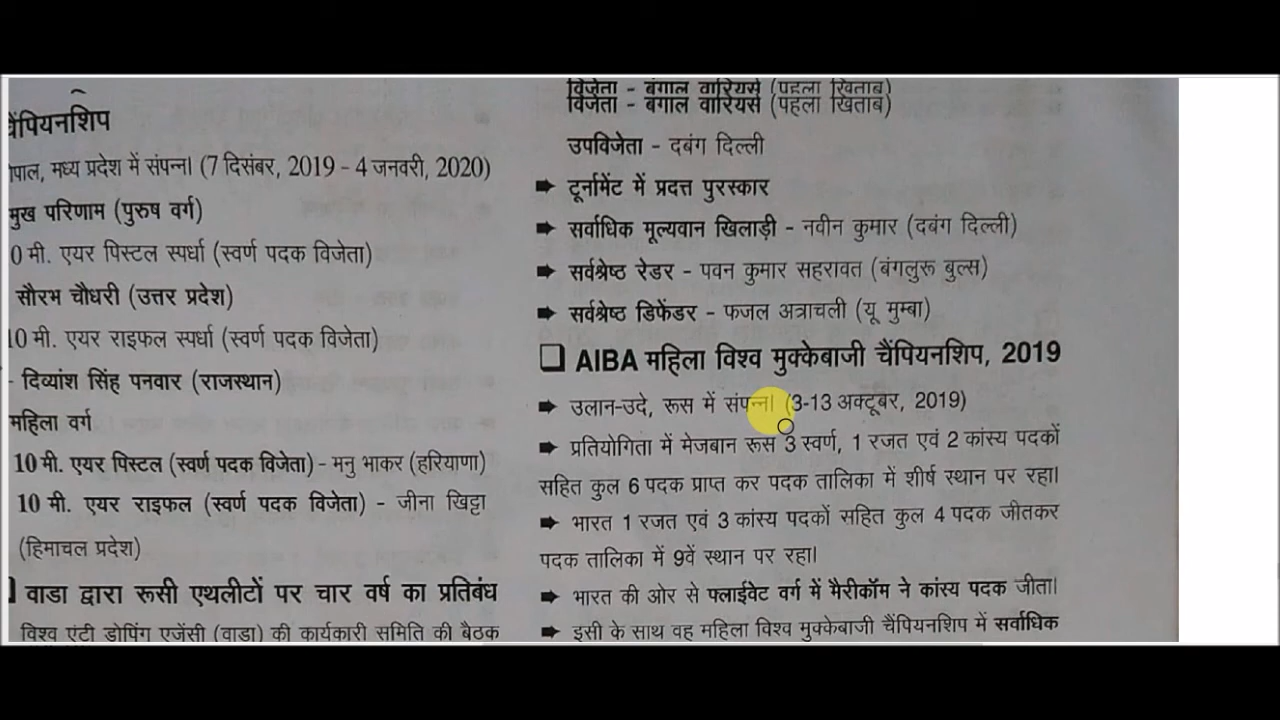 चैंपियनशिप
पाल, मध्य प्रदेश में संपन्न। (7 दिसंबर, 2019 - 4 जनवरी, 2020)
मुख परिणाम (पुरुष वर्ग)
0 मी. एयर पिस्टल स्पर्धा (स्वर्ण पदक विजेता)
सौरभ चौधरी (उत्तर प्रदेश)
10 मी. एयर राइफल स्पर्धा (स्वर्ण पदक विजेता)
- दिव्यांश सिंह पनवार (राजस्थान)
महिला वर्ग
10 मी. एयर पिस्टल (स्वर्ण पदक विजेता) - मनु भाकर (हरियाणा)
10 मी. एयर राइफल (स्वर्ण पदक विजेता) - जीना खिट्टा
(हिमाचल प्रदेश)
वाडा द्वारा रूसी एथलीटों पर चार वर्ष का प्रतिबंध
विश्व एंटी डोपिंग एजेंसी (वाडा) की कार्यकारी समिति की बैठक
विजेता - बंगाल वारियर्स (पहला खिताब)
विजेता - बंगाल वारियर्स (पहला खिताब)
उपविजेता - दबंग दिल्ली
➡ टूर्नामेंट में प्रदत्त पुरस्कार
➡ सर्वाधिक मूल्यवान खिलाड़ी - नवीन कुमार (दबंग दिल्ली)
➡ सर्वश्रेष्ठ रेडर - पवन कुमार सहरावत (बंगलुरू बुल्स)
➡ सर्वश्रेष्ठ डिफेंडर - फजल अत्राचली (यू मुम्बा)
❑ AIBA महिला विश्व मुक्केबाजी चैंपियनशिप, 2019
➡ उलान-उदे, रूस में संपन्न। (3-13 अक्टूबर, 2019)
➡ प्रतियोगिता में मेजबान रूस 3 स्वर्ण, 1 रजत एवं 2 कांस्य पदकों
सहित कुल 6 पदक प्राप्त कर पदक तालिका में शीर्ष स्थान पर रहा।
➡ भारत 1 रजत एवं 3 कांस्य पदकों सहित कुल 4 पदक जीतकर
पदक तालिका में 9वें स्थान पर रहा।
➡ भारत की ओर से फ्लाईवेट वर्ग में मैरीकॉम ने कांस्य पदक जीता।
➡ इसी के साथ वह महिला विश्व मुक्केबाजी चैंपियनशिप में सर्वाधिक